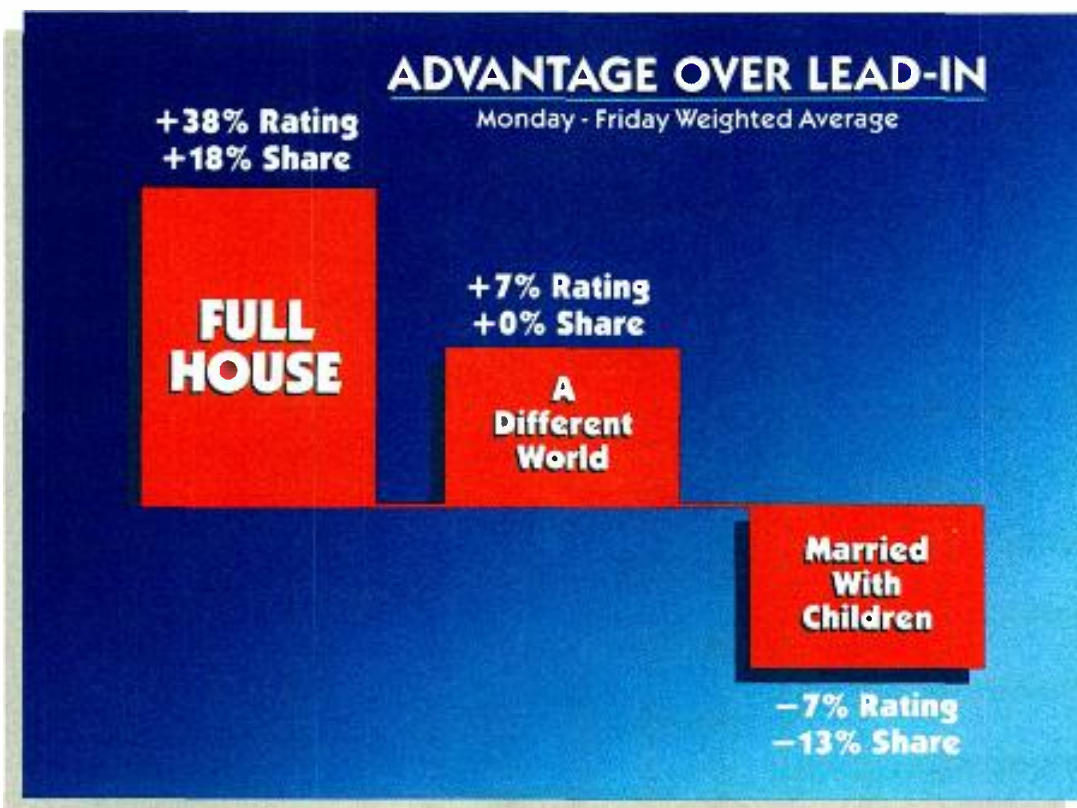 ADVANTAGE OVER LEAD-IN
Monday - Friday Weighted Average
+38% Rating
+18% Share
FULL
HOUSE
+7% Rating
+0% Share
A
Different
World
Married
With
Children
–7% Rating
–13% Share